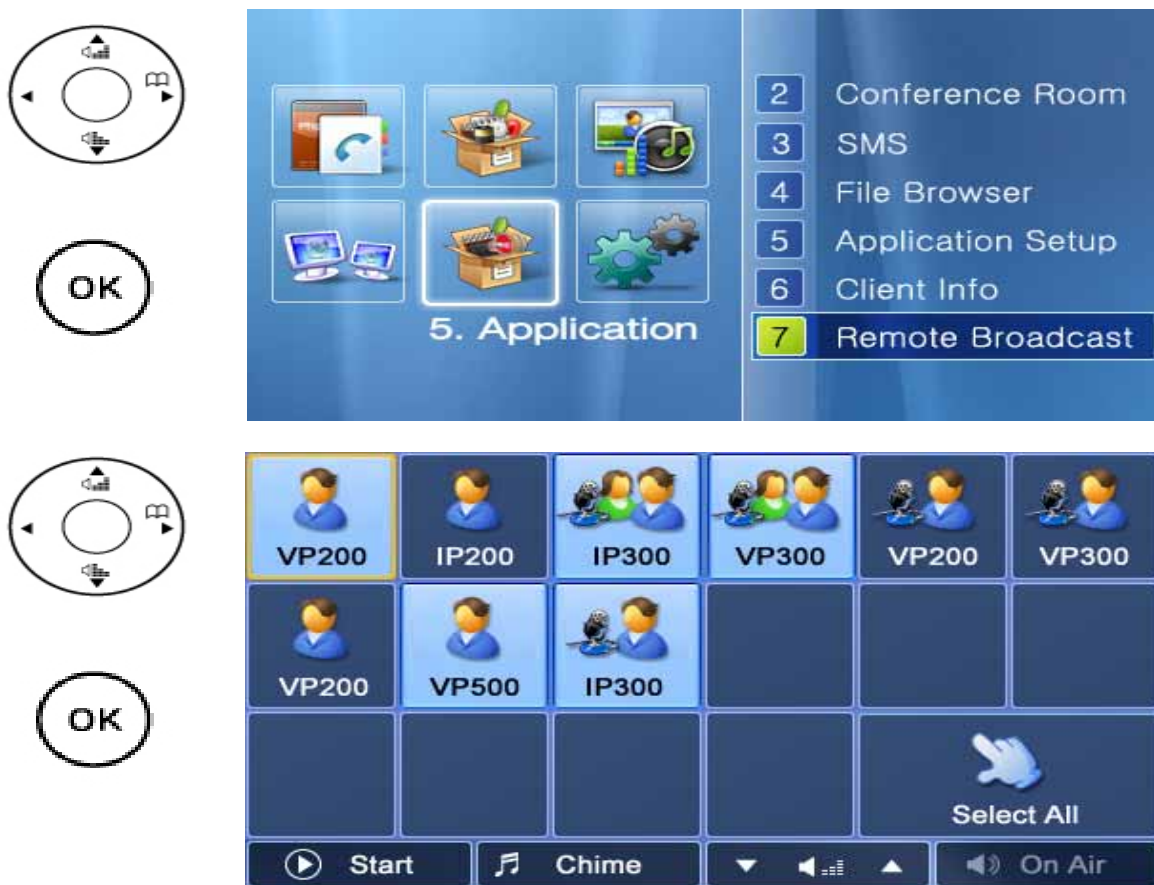 2 Conference Room
3 SMS
4 File Browser
5 Application Setup
6 Client Info
7 Remote Broadcast
5. Application
OK
VP200 IP200 IP300 VP300 VP200 VP300
VP200 VP500 IP300
OK
Select All
Start Chime On Air